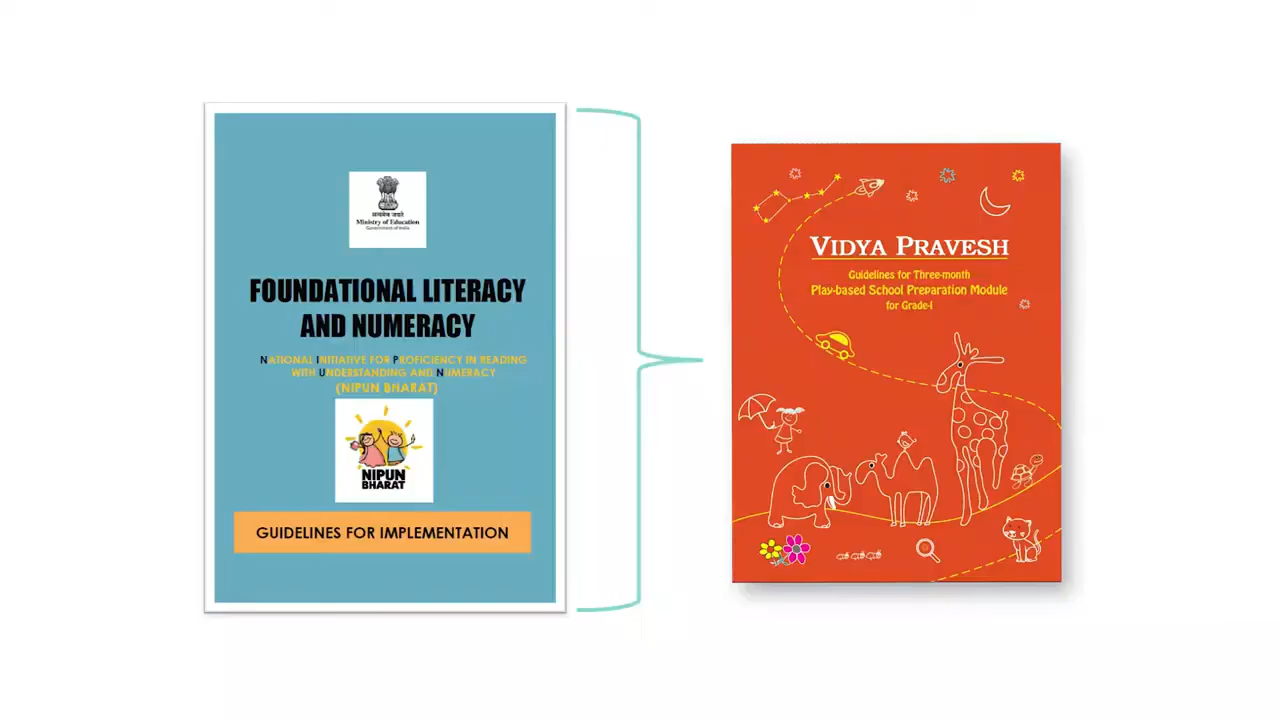 सत्यमेव जयते
Ministry of Education
Government of India
FOUNDATIONAL LITERACY
AND NUMERACY
NATIONAL INITIATIVE FOR PROFICIENCY IN READING
WITH UNDERSTANDING AND NUMERACY
(NIPUN BHARAT)
NIPUN
BHARAT
GUIDELINES FOR IMPLEMENTATION
VIDYA PRAVESH
Guidelines for Three-month
Play-based School Preparation Module
for Grade-I